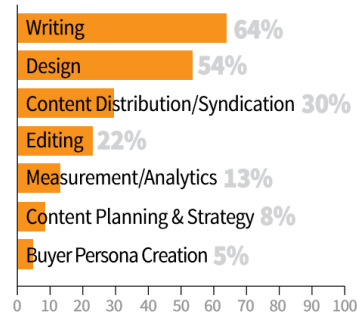 Writing 64%
Design 54%
Content Distribution/Syndication 30%
Editing 22%
Measurement/Analytics 13%
Content Planning & Strategy 8%
Buyer Persona Creation 5%
0 10 20 30 40 50 60 70 80 90 100